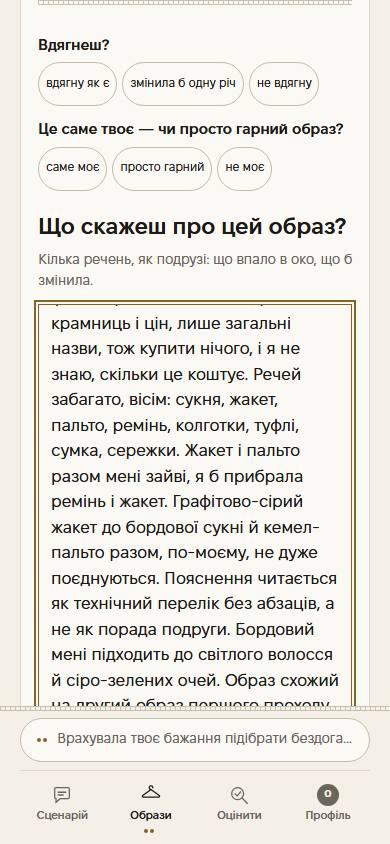 Вдягнеш?
вдягну як є
змінила б одну річ
не вдягну
Це саме твоє — чи просто гарний образ?
саме моє
просто гарний
не моє
Що скажеш про цей образ?
Кілька речень, як подрузі: що впало в око, що б
змінила.
крамниць і цін, лише загальні
назви, тож купити нічого, і я не
знаю, скільки це коштує. Речей
забагато, вісім: сукня, жакет,
пальто, ремінь, колготки, туфлі,
сумка, сережки. Жакет і пальто
разом мені зайві, я б прибрала
ремінь і жакет. Графітово-сірий
жакет до бордової сукні й кемел-
пальто разом, по-моєму, не дуже
поєднуються. Пояснення читається
як технічний перелік без абзаців, а
не як порада подруги. Бордовий
мені підходить до світлого волосся
й сіро-зелених очей. Образ схожий
на другий образ першого проходу
Врахувала твоє бажання підібрати бездога...
Сценарій
Образи
Оцінити
О
Профіль